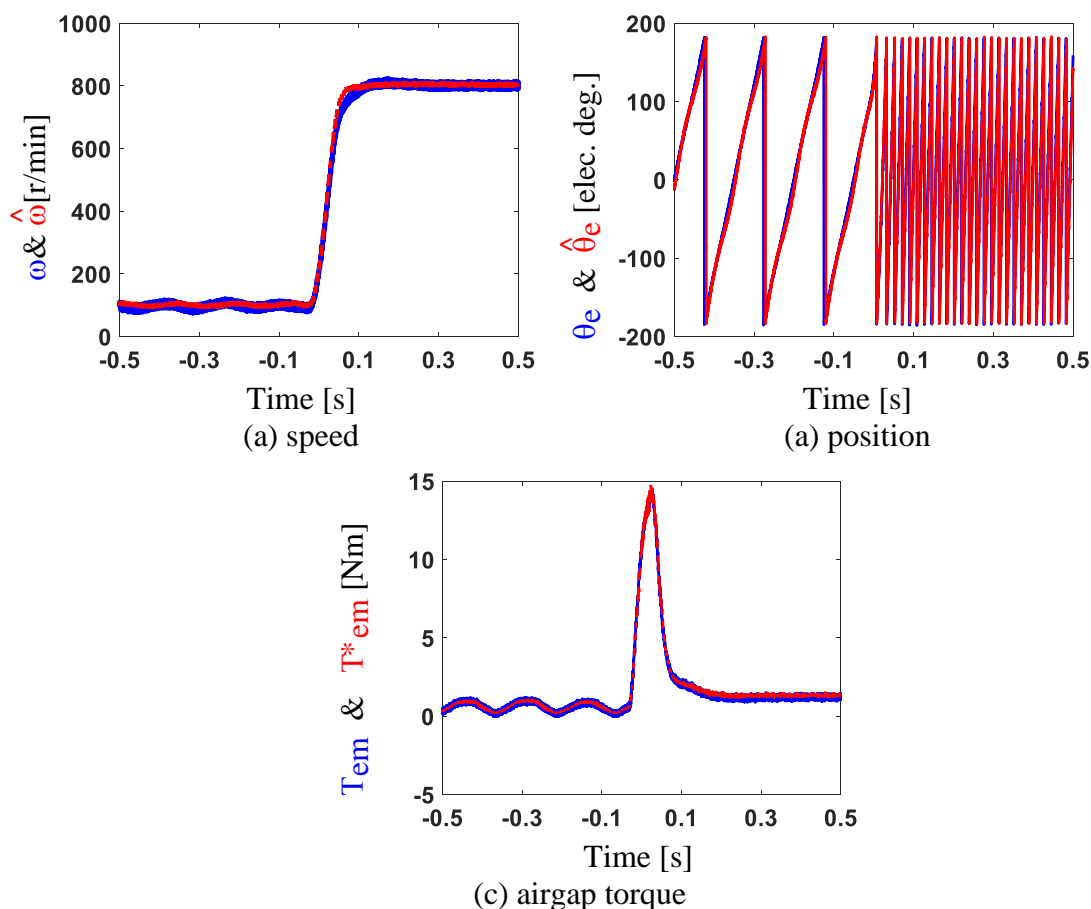 1000
800
600
400
200
0
ω& ω̂[r/min]
-0.5 -0.3 -0.1 0.1 0.3 0.5
Time [s]
(a) speed
200
100
0
-100
-200
θe & θ̂e [elec. deg.]
-0.5 -0.3 -0.1 0.1 0.3 0.5
Time [s]
(a) position
15
10
5
0
-5
Tem & T*em [Nm]
-0.5 -0.3 -0.1 0.1 0.3 0.5
Time [s]
(c) airgap torque